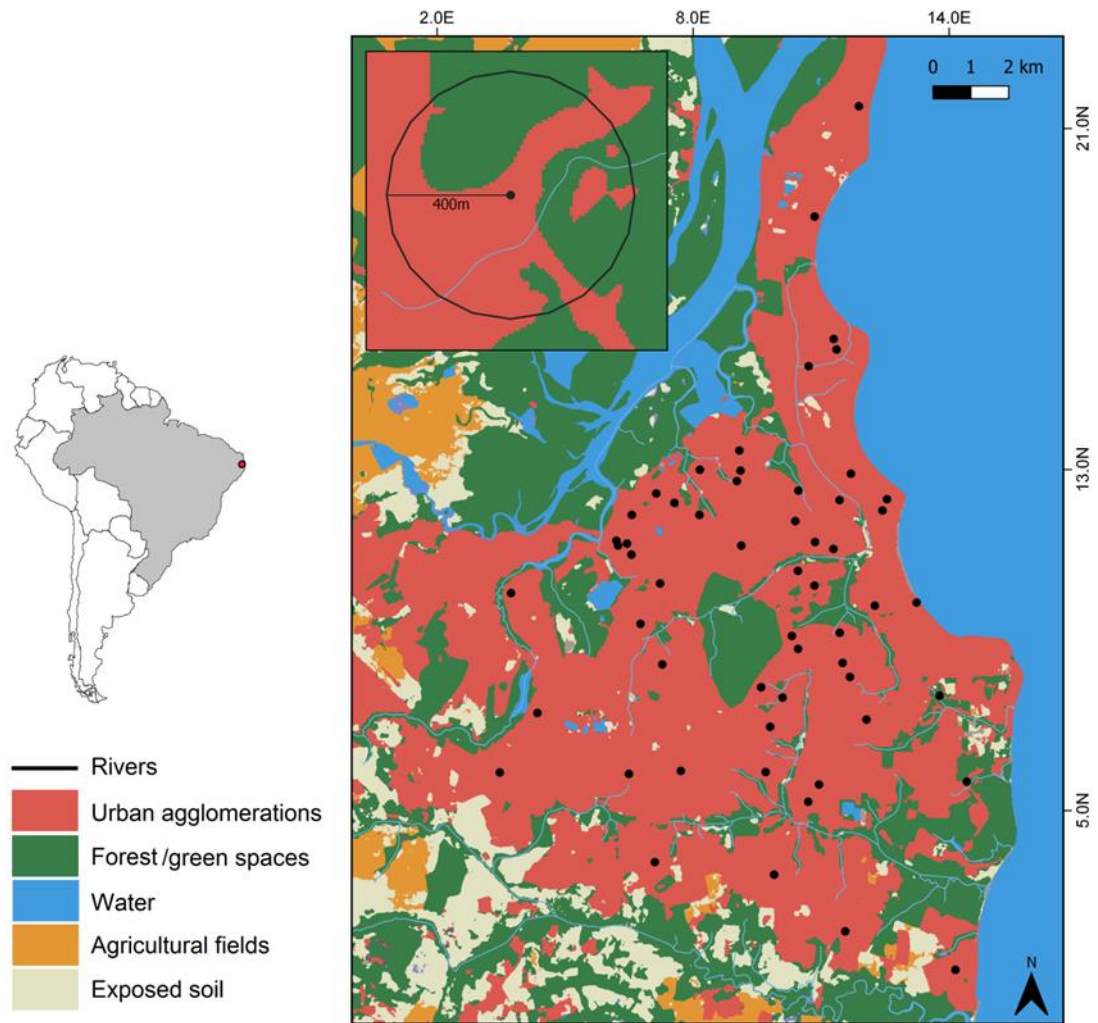 2.0E 8.0E 14.0E
0 1 2 km
21.0N
400m
13.0N
5.0N
Rivers
Urban agglomerations
Forest/green spaces
Water
Agricultural fields
Exposed soil
N